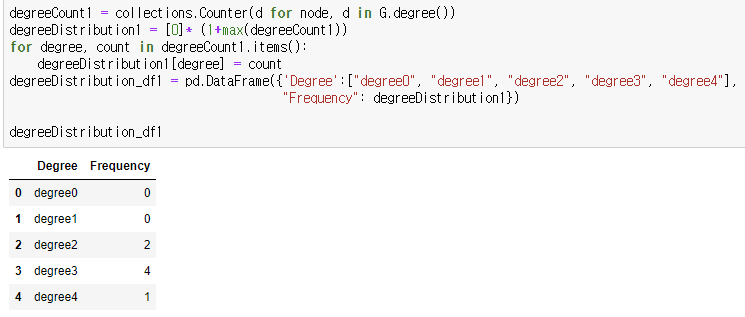 degreeCount1 = collections.Counter(d for node, d in G.degree())
degreeDistribution1 = [0]* (1+max(degreeCount1))
for degree, count in degreeCount1.items():
    degreeDistribution1[degree] = count
degreeDistribution_df1 = pd.DataFrame({'Degree':["degree0", "degree1", "degree2", "degree3", "degree4"],
                                       "Frequency": degreeDistribution1})
degreeDistribution_df1
Degree Frequency
0 degree0 0
1 degree1 0
2 degree2 2
3 degree3 4
4 degree4 1